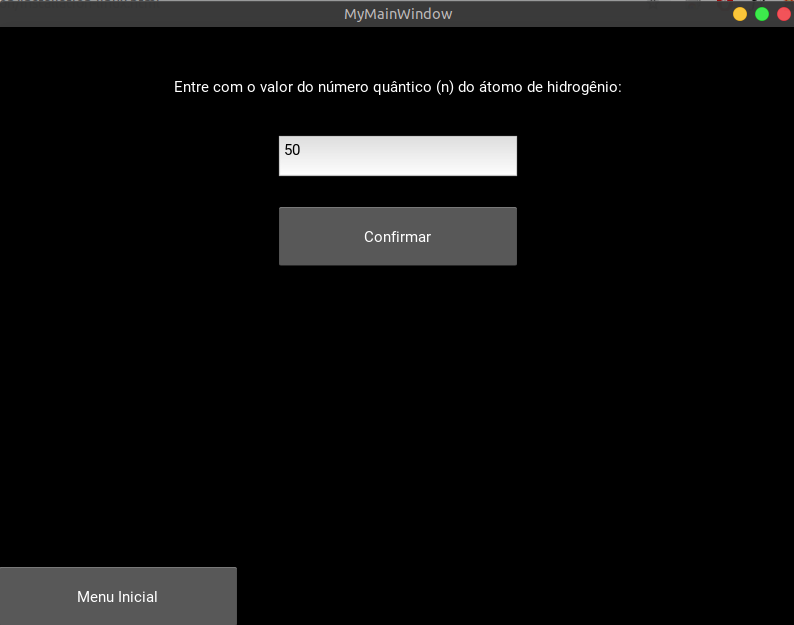 MyMainWindow
Entre com o valor do número quântico (n) do átomo de hidrogênio:
50
Confirmar
Menu Inicial